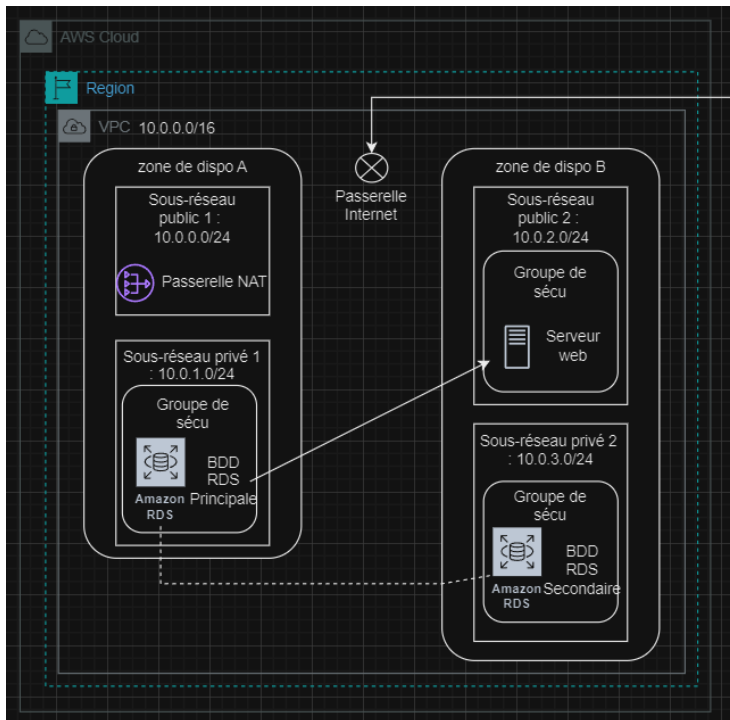 AWS Cloud
Region
VPC 10.0.0.0/16
zone de dispo A
Sous-réseau
public 1 :
10.0.0.0/24
Passerelle NAT
Sous-réseau privé 1
: 10.0.1.0/24
Groupe de
sécu
BDD
RDS
Principale
Amazon
RDS
Passerelle
Internet
zone de dispo B
Sous-réseau
public 2 :
10.0.2.0/24
Groupe de
sécu
Serveur
web
Sous-réseau privé 2
: 10.0.3.0/24
Groupe de
sécu
BDD
RDS
Secondaire
Amazon
RDS